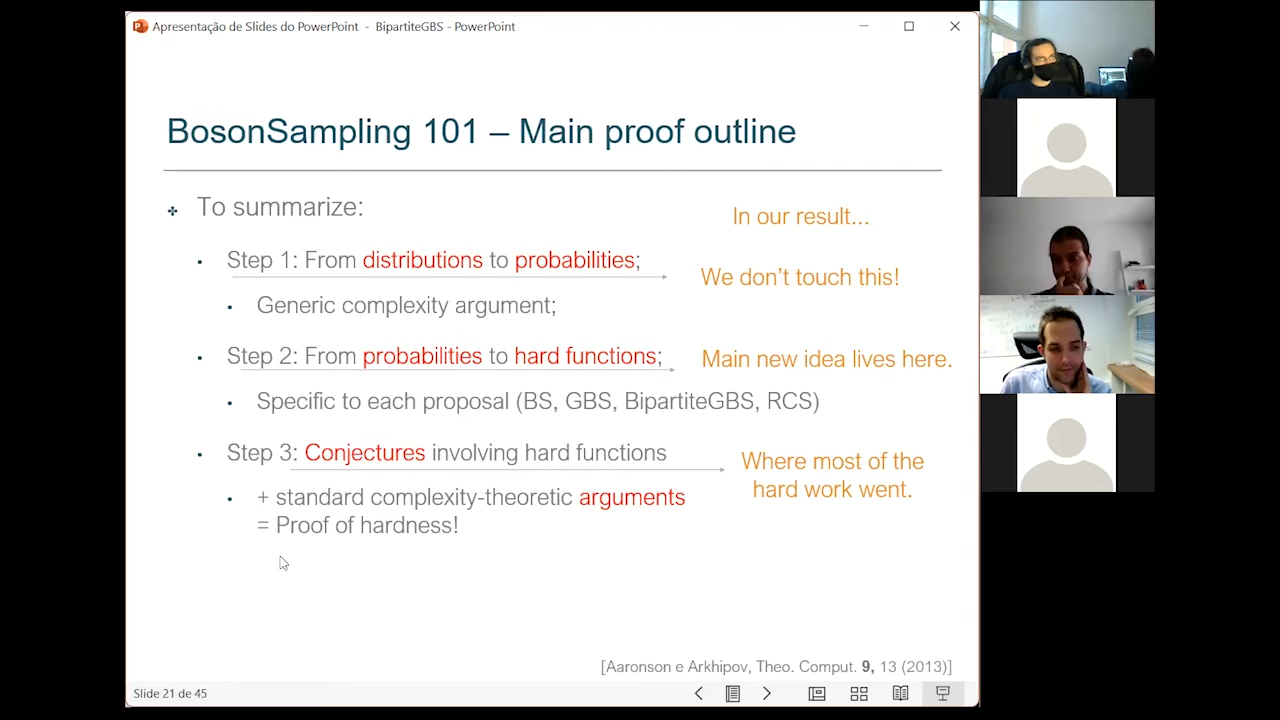 Apresentação de Slides do PowerPoint - BipartiteGBS - PowerPoint
BosonSampling 101 – Main proof outline
To summarize:
In our result...
Step 1: From distributions to probabilities;
We don't touch this!
Generic complexity argument;
Step 2: From probabilities to hard functions;
Main new idea lives here.
Specific to each proposal (BS, GBS, BipartiteGBS, RCS)
Step 3: Conjectures involving hard functions
Where most of the
hard work went.
+ standard complexity-theoretic arguments
= Proof of hardness!
[Aaronson e Arkhipov, Theo. Comput. 9, 13 (2013)]
Slide 21 de 45